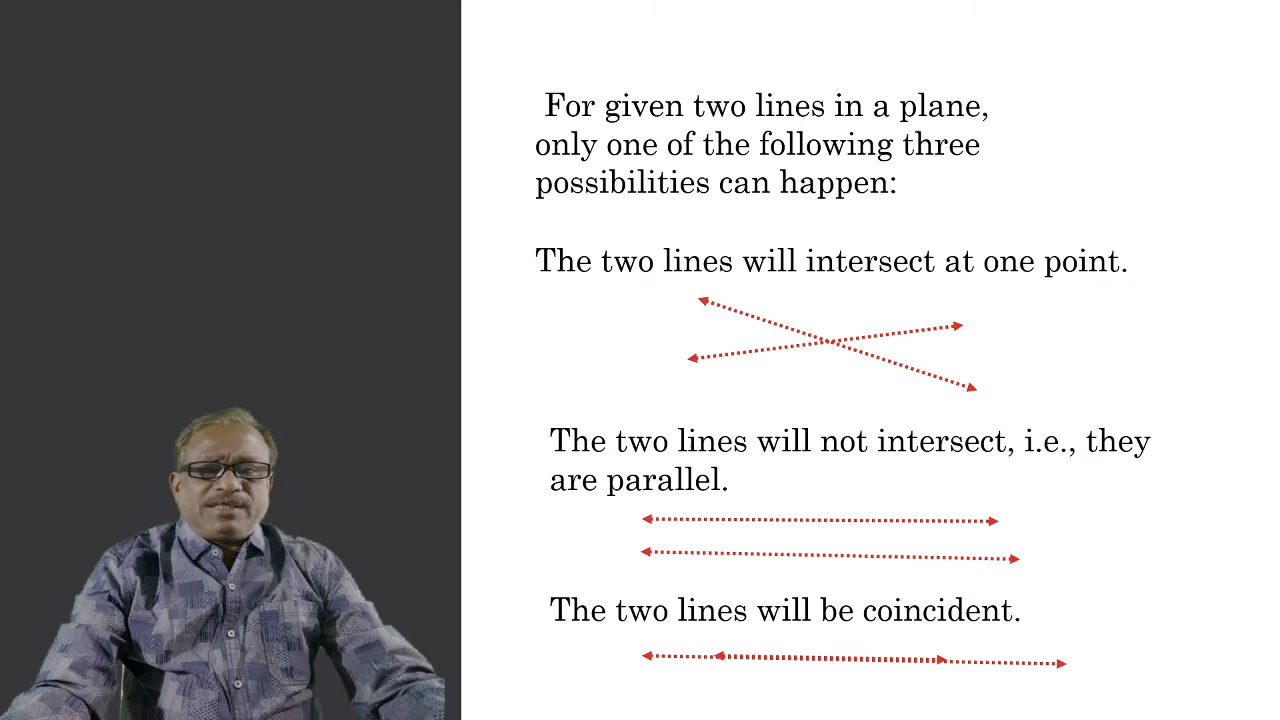 For given two lines in a plane,
only one of the following three
possibilities can happen:
The two lines will intersect at one point.
The two lines will not intersect, i.e., they
are parallel.
The two lines will be coincident.